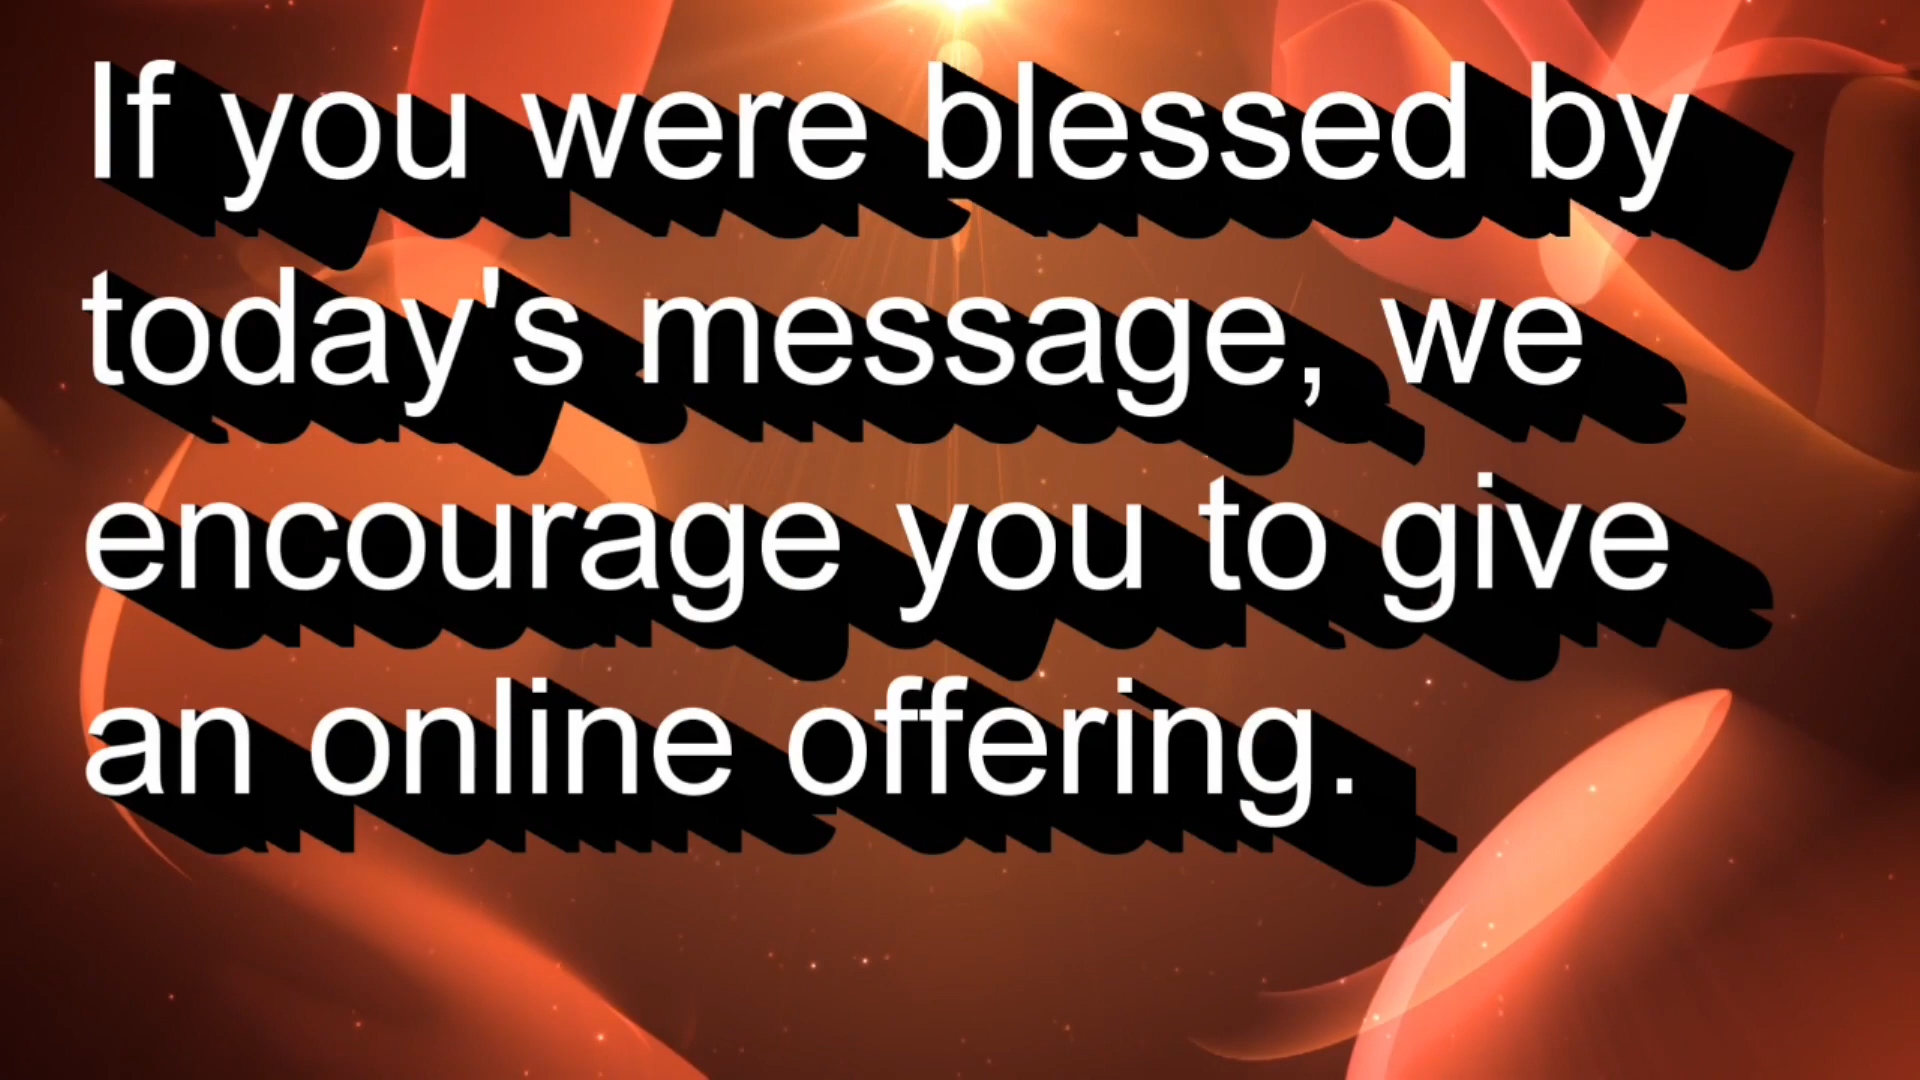 If you were blessed by
today's message, we
encourage you to give
an online offering.